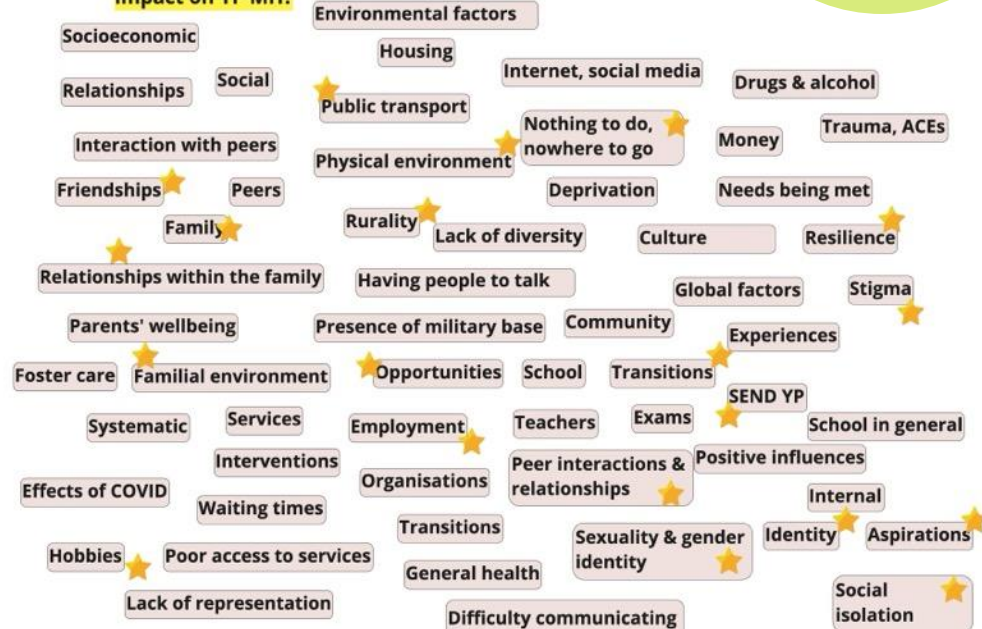 Impact on YP MH?
Environmental factors
Socioeconomic
Housing
Internet, social media
Social
Drugs & alcohol
Relationships
Public transport
Nothing to do,
nowhere to go
Trauma, ACEs
Money
Interaction with peers
Physical environment
Friendships
Peers
Deprivation
Needs being met
Family
Rurality
Lack of diversity
Culture
Resilience
Relationships within the family
Having people to talk
Global factors
Stigma
Parents' wellbeing
Presence of military base
Community
Experiences
Foster care
Familial environment
Opportunities
School
Transitions
SEND YP
Systematic
Services
Employment
Teachers
Exams
School in general
Interventions
Peer interactions &
relationships
Positive influences
Effects of COVID
Organisations
Internal
Waiting times
Transitions
Sexuality & gender
identity
Identity
Aspirations
Hobbies
Poor access to services
General health
Lack of representation
Difficulty communicating
Social
isolation